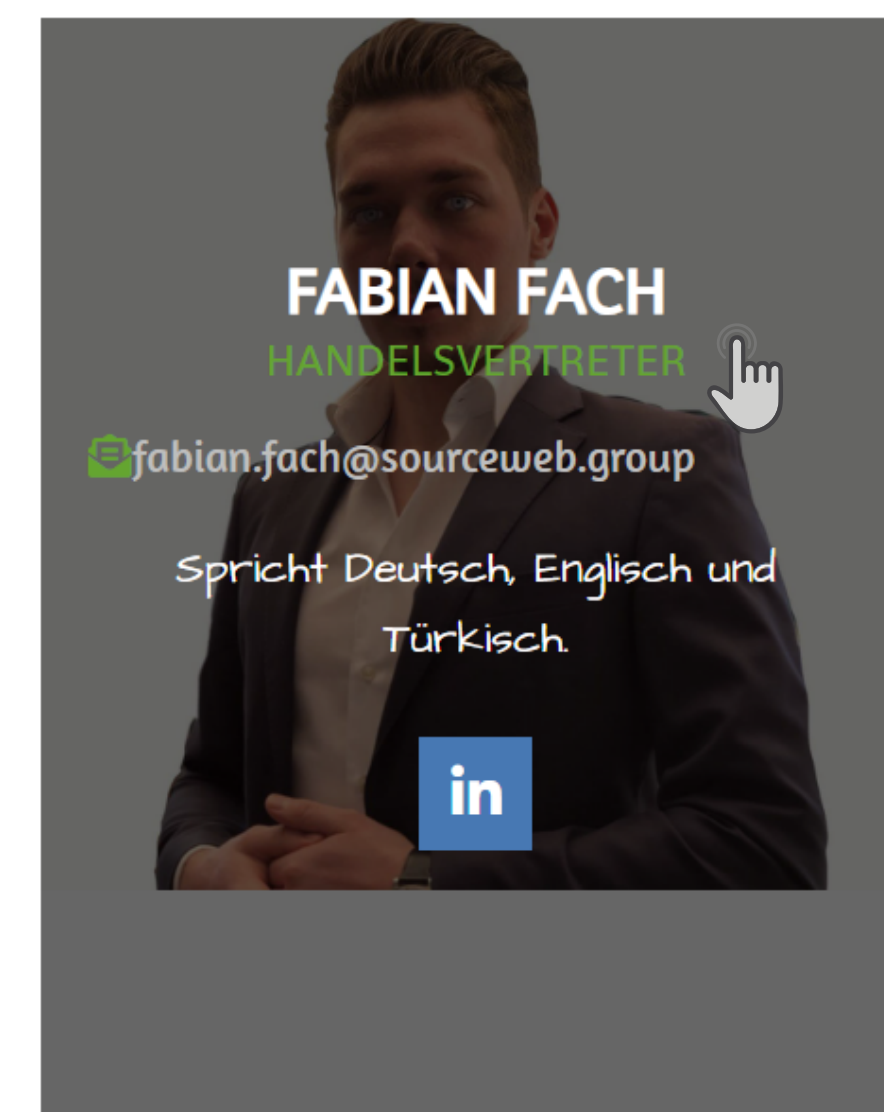 FABIAN FACH
HANDELSVERTRETER
fabian.fach@sourceweb.group
Spricht Deutsch, Englisch und
Türkisch.
in